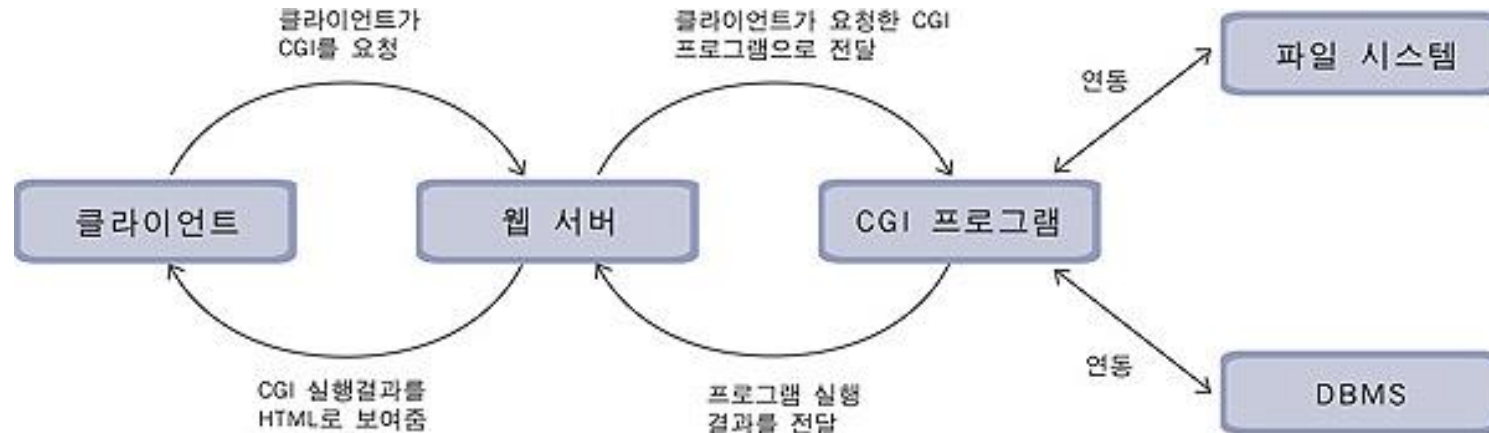 클라이언트가
CGI를 요청
클라이언트가 요청한 CGI
프로그램으로 전달
파일 시스템
연동
클라이언트
웹 서버
CGI 프로그램
연동
CGI 실행결과를
HTML로 보여줌
프로그램 실행
결과를 전달
DBMS